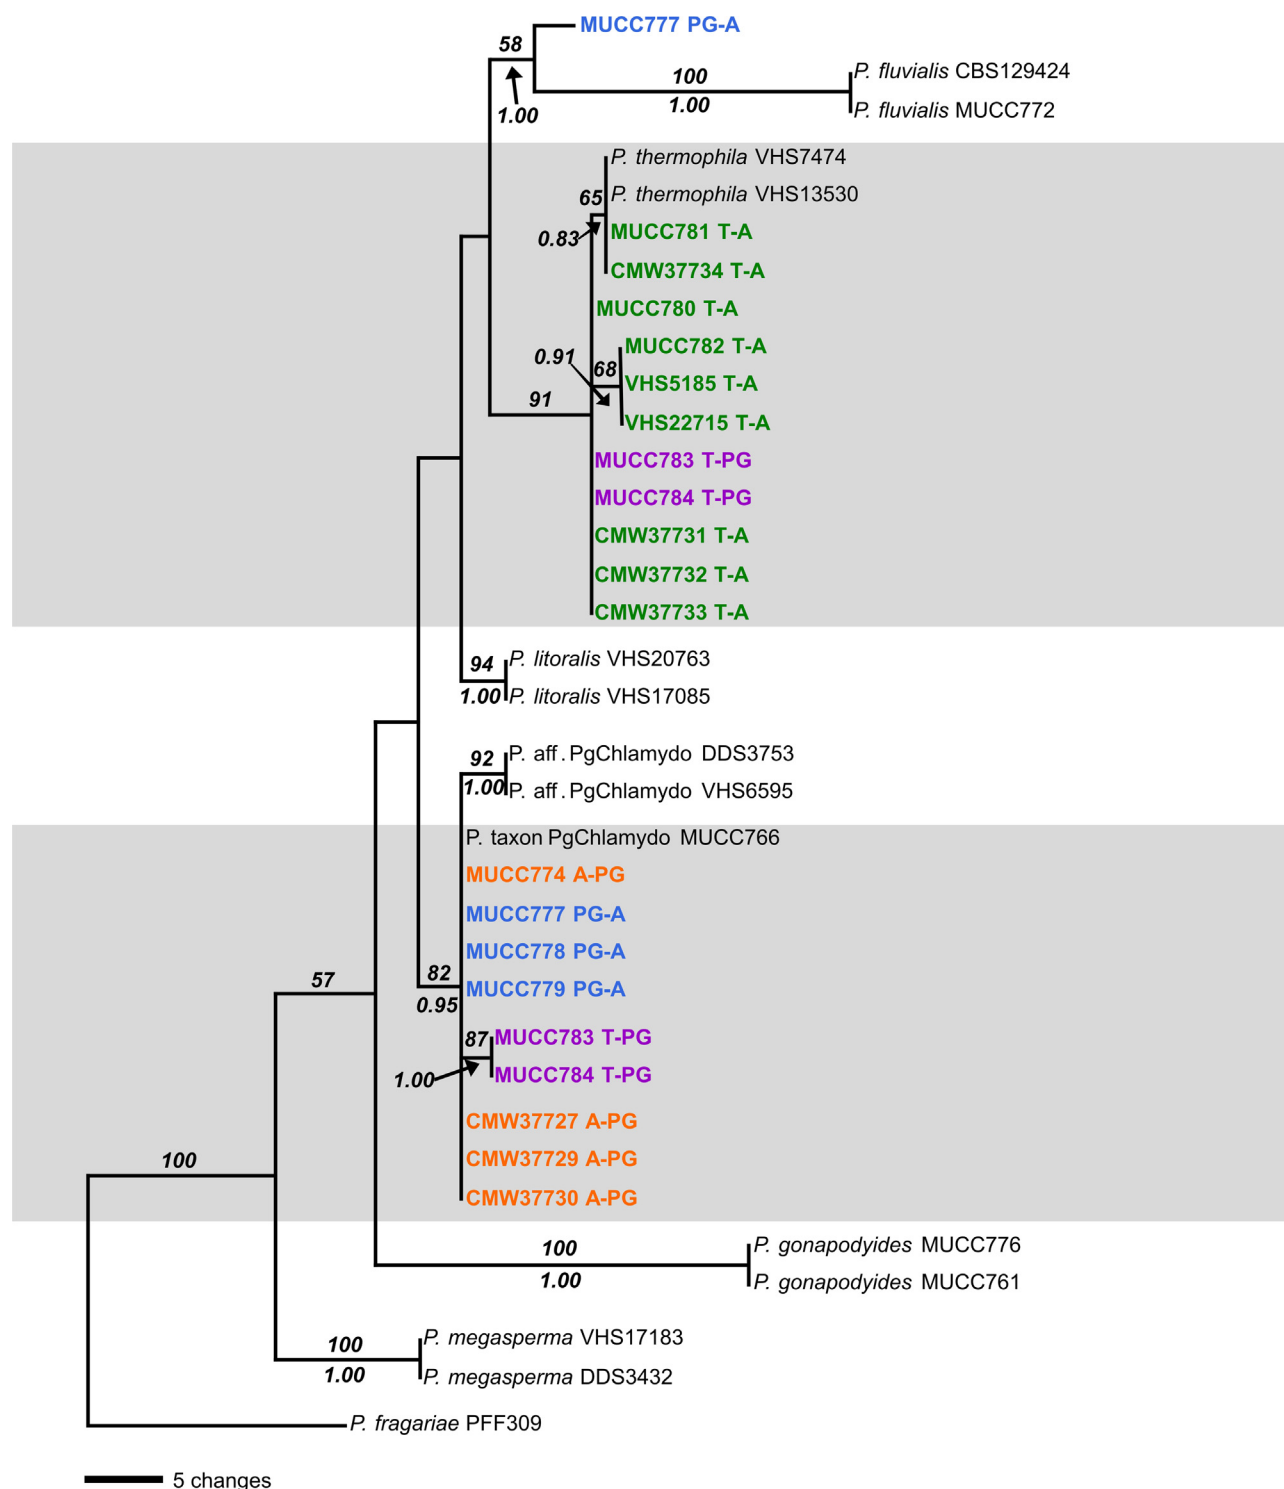 MUCC777 PG-A
58
P. fluvialis CBS129424
100
1.00
1.00
P. fluvialis MUCC772
P. thermophila VHS7474
65
P. thermophila VHS13530
0.83
MUCC781 T-A
CMW37734 T-A
MUCC780 T-A
MUCC782 T-A
0.91
68
VHS5185 T-A
91
VHS22715 T-A
MUCC783 T-PG
MUCC784 T-PG
CMW37731 T-A
CMW37732 T-A
CMW37733 T-A
94
P. litoralis VHS20763
1.00
P. litoralis VHS17085
92
P. aff. PgChlamydo DDS3753
1.00
P. aff. PgChlamydo VHS6595
P. taxon PgChlamydo MUCC766
MUCC774 A-PG
MUCC777 PG-A
MUCC778 PG-A
57
82
MUCC779 PG-A
0.95
87
MUCC783 T-PG
1.00
MUCC784 T-PG
CMW37727 A-PG
100
CMW37729 A-PG
CMW37730 A-PG
100
P. gonapodyides MUCC776
1.00
P. gonapodyides MUCC761
100
P. megasperma VHS17183
1.00
P. megasperma DDS3432
P. fragariae PFF309
5 changes